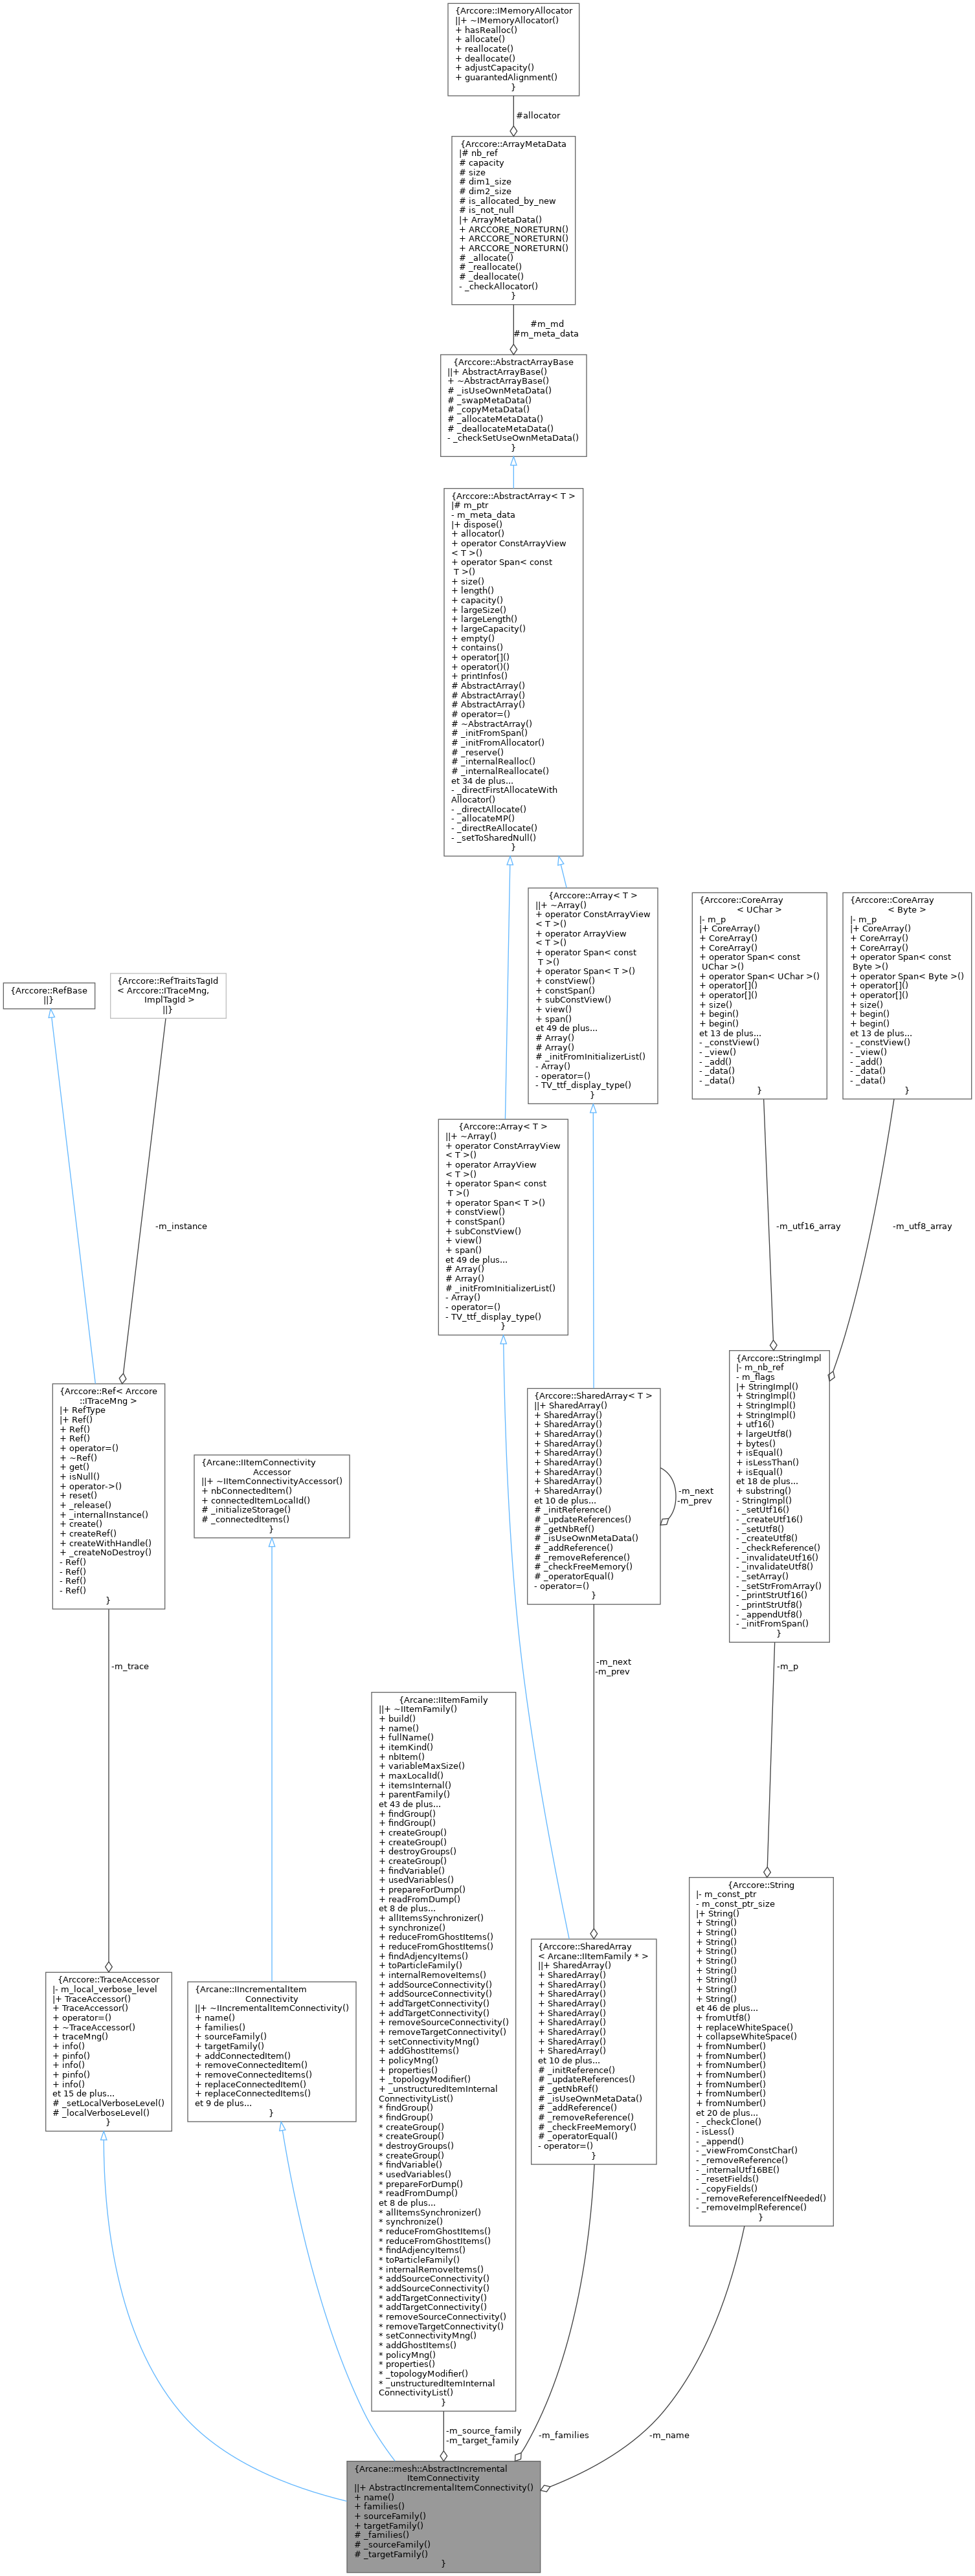 {Arccore::IMemoryAllocator
||+ ~IMemoryAllocator()
+ hasRealloc()
+ allocate()
+ reallocate()
+ deallocate()
+ adjustCapacity()
+ guarantedAlignment()
}
#allocator
{Arccore::ArrayMetaData
|# nb_ref
# capacity
# size
# dim1_size
# dim2_size
# is_allocated_by_new
# is_not_null
|+ ArrayMetaData()
+ ARCCORE_NORETURN()
+ ARCCORE_NORETURN()
+ ARCCORE_NORETURN()
# _allocate()
# _reallocate()
# _deallocate()
- _checkAllocator()
}
#m_md
#m_meta_data
{Arccore::AbstractArrayBase
||+ AbstractArrayBase()
+ ~AbstractArrayBase()
# _isUseOwnMetaData()
# _swapMetaData()
# _copyMetaData()
# _allocateMetaData()
# _deallocateMetaData()
- _checkSetUseOwnMetaData()
}
{Arccore::AbstractArray< T >
|# m_ptr
- m_meta_data
|+ dispose()
+ allocator()
+ operator ConstArrayView
< T >()
+ operator Span< const
T >()
+ size()
+ length()
+ capacity()
+ largeSize()
+ largeLength()
+ largeCapacity()
+ empty()
+ contains()
+ operator[]()
+ operator()()
+ printInfos()
# AbstractArray()
# AbstractArray()
# AbstractArray()
# operator=()
# ~AbstractArray()
# _initFromSpan()
# _initFromAllocator()
# _reserve()
# _internalRealloc()
# _internalReallocate()
et 34 de plus...
- _directFirstAllocateWith
Allocator()
- _directAllocate()
- _allocateMP()
- _directReAllocate()
- _setToSharedNull()
}
{Arccore::Array< T >
||+ ~Array()
+ operator ConstArrayView
< T >()
+ operator ArrayView
< T >()
+ operator Span< const
T >()
+ operator Span< T >()
+ constView()
+ constSpan()
+ subConstView()
+ view()
+ span()
et 49 de plus...
# Array()
# Array()
# _initFromInitializerList()
- Array()
- operator=()
- TV_ttf_display_type()
}
{Arccore::CoreArray
< UChar >
|- m_p
|+ CoreArray()
+ CoreArray()
+ CoreArray()
+ operator Span< const
UChar >()
+ operator Span< UChar >()
+ operator[]()
+ operator[]()
+ size()
+ begin()
+ begin()
et 13 de plus...
- _constView()
- _view()
- _add()
- _data()
- _data()
}
{Arccore::CoreArray
< Byte >
|- m_p
|+ CoreArray()
+ CoreArray()
+ CoreArray()
+ operator Span< const
Byte >()
+ operator Span< Byte >()
+ operator[]()
+ operator[]()
+ size()
+ begin()
+ begin()
et 13 de plus...
- _constView()
- _view()
- _add()
- _data()
- _data()
}
{Arccore::RefBase
||}
{Arccore::RefTraitsTagId
< Arccore::ITraceMng,
ImplTagId >
||}
{Arccore::Array< T >
||+ ~Array()
+ operator ConstArrayView
< T >()
+ operator ArrayView
< T >()
+ operator Span< const
T >()
+ operator Span< T >()
+ constView()
+ constSpan()
+ subConstView()
+ view()
+ span()
et 49 de plus...
# Array()
# Array()
# _initFromInitializerList()
- Array()
- operator=()
- TV_ttf_display_type()
}
-m_instance
-m_utf16_array
-m_utf8_array
{Arccore::StringImpl
|- m_nb_ref
- m_flags
|+ StringImpl()
+ StringImpl()
+ StringImpl()
+ StringImpl()
+ utf16()
+ largeUtf8()
+ bytes()
+ isEqual()
+ isLessThan()
+ isEqual()
et 18 de plus...
+ substring()
- StringImpl()
- _setUtf16()
- _createUtf16()
- _setUtf8()
- _createUtf8()
- _checkReference()
- _invalidateUtf16()
- _invalidateUtf8()
- _setArray()
- _setStrFromArray()
- _printStrUtf16()
- _printStrUtf8()
- _appendUtf8()
- _initFromSpan()
}
{Arccore::Ref< Arccore
::ITraceMng >
|+ RefType
|+ Ref()
+ Ref()
+ Ref()
+ operator=()
+ ~Ref()
+ get()
+ isNull()
+ operator->()
+ reset()
+ _release()
+ _internalInstance()
+ create()
+ createRef()
+ createWithHandle()
+ _createNoDestroy()
- Ref()
- Ref()
- Ref()
- Ref()
}
{Arccore::SharedArray< T >
||+ SharedArray()
+ SharedArray()
+ SharedArray()
+ SharedArray()
+ SharedArray()
+ SharedArray()
+ SharedArray()
+ SharedArray()
+ SharedArray()
+ SharedArray()
et 10 de plus...
# _initReference()
# _updateReferences()
# _getNbRef()
# _isUseOwnMetaData()
# _addReference()
# _removeReference()
# _checkFreeMemory()
# _operatorEqual()
- operator=()
}
-m_next
-m_prev
{Arcane::IItemConnectivity
Accessor
||+ ~IItemConnectivityAccessor()
+ nbConnectedItem()
+ connectedItemLocalId()
# _initializeStorage()
# _connectedItems()
}
-m_trace
-m_next
-m_prev
-m_p
{Arcane::IItemFamily
||+ ~IItemFamily()
+ build()
+ name()
+ fullName()
+ itemKind()
+ nbItem()
+ variableMaxSize()
+ maxLocalId()
+ itemsInternal()
+ parentFamily()
et 43 de plus...
+ findGroup()
+ findGroup()
+ createGroup()
+ createGroup()
+ destroyGroups()
+ createGroup()
+ findVariable()
+ usedVariables()
+ prepareForDump()
+ readFromDump()
et 8 de plus...
+ allItemsSynchronizer()
+ synchronize()
+ reduceFromGhostItems()
+ reduceFromGhostItems()
+ findAdjencyItems()
+ toParticleFamily()
+ internalRemoveItems()
+ addSourceConnectivity()
+ addSourceConnectivity()
+ addTargetConnectivity()
+ addTargetConnectivity()
+ removeSourceConnectivity()
+ removeTargetConnectivity()
+ setConnectivityMng()
+ addGhostItems()
+ policyMng()
+ properties()
+ _topologyModifier()
+ _unstructuredItemInternal
ConnectivityList()
* findGroup()
* findGroup()
* createGroup()
* createGroup()
* destroyGroups()
* createGroup()
* findVariable()
* usedVariables()
* prepareForDump()
* readFromDump()
et 8 de plus...
* allItemsSynchronizer()
* synchronize()
* reduceFromGhostItems()
* reduceFromGhostItems()
* findAdjencyItems()
* toParticleFamily()
* internalRemoveItems()
* addSourceConnectivity()
* addSourceConnectivity()
* addTargetConnectivity()
* addTargetConnectivity()
* removeSourceConnectivity()
* removeTargetConnectivity()
* setConnectivityMng()
* addGhostItems()
* policyMng()
* properties()
* _topologyModifier()
* _unstructuredItemInternal
ConnectivityList()
}
{Arccore::String
|- m_const_ptr
- m_const_ptr_size
|+ String()
+ String()
+ String()
+ String()
+ String()
+ String()
+ String()
+ String()
+ String()
+ String()
et 46 de plus...
+ fromUtf8()
+ replaceWhiteSpace()
+ collapseWhiteSpace()
+ fromNumber()
+ fromNumber()
+ fromNumber()
+ fromNumber()
+ fromNumber()
+ fromNumber()
+ fromNumber()
et 20 de plus...
- _checkClone()
- isLess()
- _append()
- _viewFromConstChar()
- _removeReference()
- _internalUtf16BE()
- _resetFields()
- _copyFields()
- _removeReferenceIfNeeded()
- _removeImplReference()
}
{Arccore::SharedArray
< Arcane::IItemFamily * >
||+ SharedArray()
+ SharedArray()
+ SharedArray()
+ SharedArray()
+ SharedArray()
+ SharedArray()
+ SharedArray()
+ SharedArray()
+ SharedArray()
+ SharedArray()
et 10 de plus...
# _initReference()
# _updateReferences()
# _getNbRef()
# _isUseOwnMetaData()
# _addReference()
# _removeReference()
# _checkFreeMemory()
# _operatorEqual()
- operator=()
}
{Arccore::TraceAccessor
|- m_local_verbose_level
|+ TraceAccessor()
+ TraceAccessor()
+ operator=()
+ ~TraceAccessor()
+ traceMng()
+ info()
+ pinfo()
+ info()
+ pinfo()
+ info()
et 15 de plus...
# _setLocalVerboseLevel()
# _localVerboseLevel()
}
{Arcane::IIncrementalItem
Connectivity
||+ ~IIncrementalItemConnectivity()
+ name()
+ families()
+ sourceFamily()
+ targetFamily()
+ addConnectedItem()
+ removeConnectedItem()
+ removeConnectedItems()
+ replaceConnectedItem()
+ replaceConnectedItems()
et 9 de plus...
}
-m_source_family
-m_target_family
-m_families
-m_name
{Arcane::mesh::AbstractIncremental
ItemConnectivity
||+ AbstractIncrementalItemConnectivity()
+ name()
+ families()
+ sourceFamily()
+ targetFamily()
# _families()
# _sourceFamily()
# _targetFamily()
}